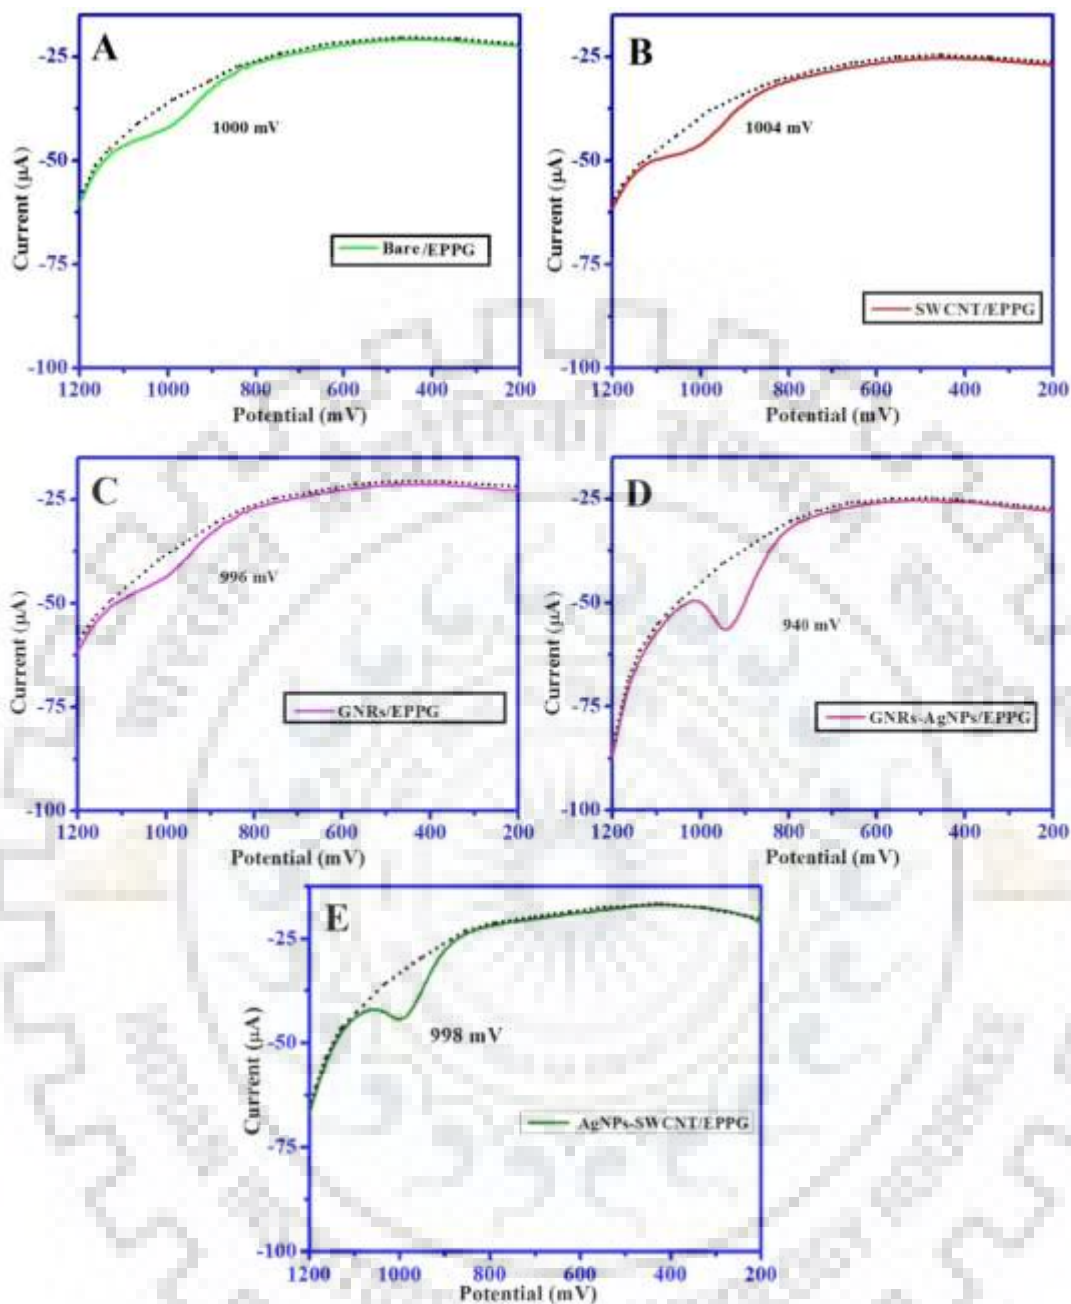 A
B
-25
-50
-75
-100
Current (µA)
1000 mV
Bare/EPPG
1200 1000 800 600 400 200
Potential (mV)
-25
-50
-75
-100
Current (µA)
1004 mV
SWCNT/EPPG
1200 1000 800 600 400 200
Potential (mV)
C
-25
-50
-75
-100
Current (µA)
996 mV
GNRs/EPPG
1200 1000 800 600 400 200
Potential (mV)
D
-25
-50
-75
-100
Current (µA)
940 mV
GNRs-AgNPs/EPPG
1200 1000 800 600 400 200
Potential (mV)
E
-25
-50
-75
-100
Current (µA)
998 mV
AgNPs-SWCNT/EPPG
1200 1000 800 600 400 200
Potential (mV)